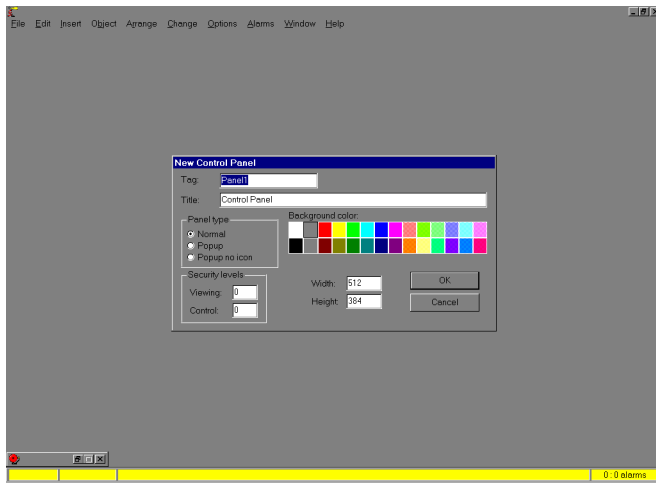 File Edit Insert Object Arrange Change Options Alarms Window Help
New Control Panel
Tag: Panel1
Title: Control Panel
Panel type
Normal
Popup
Popup no icon
Background color:
Security levels
Viewing: 0
Control: 0
Width: 512
Height: 384
OK
Cancel
0 : 0 alarms